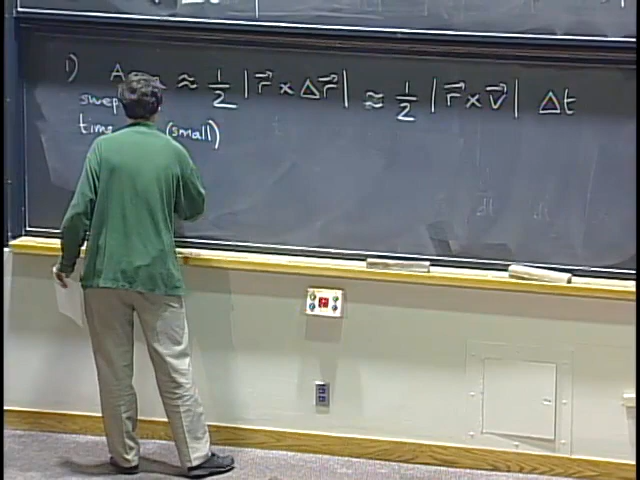 1) A ≈ 1/2 | r⃗ × Δr⃗ | ≈ 1/2 | r⃗ × v⃗ | Δt
swep
time (small)